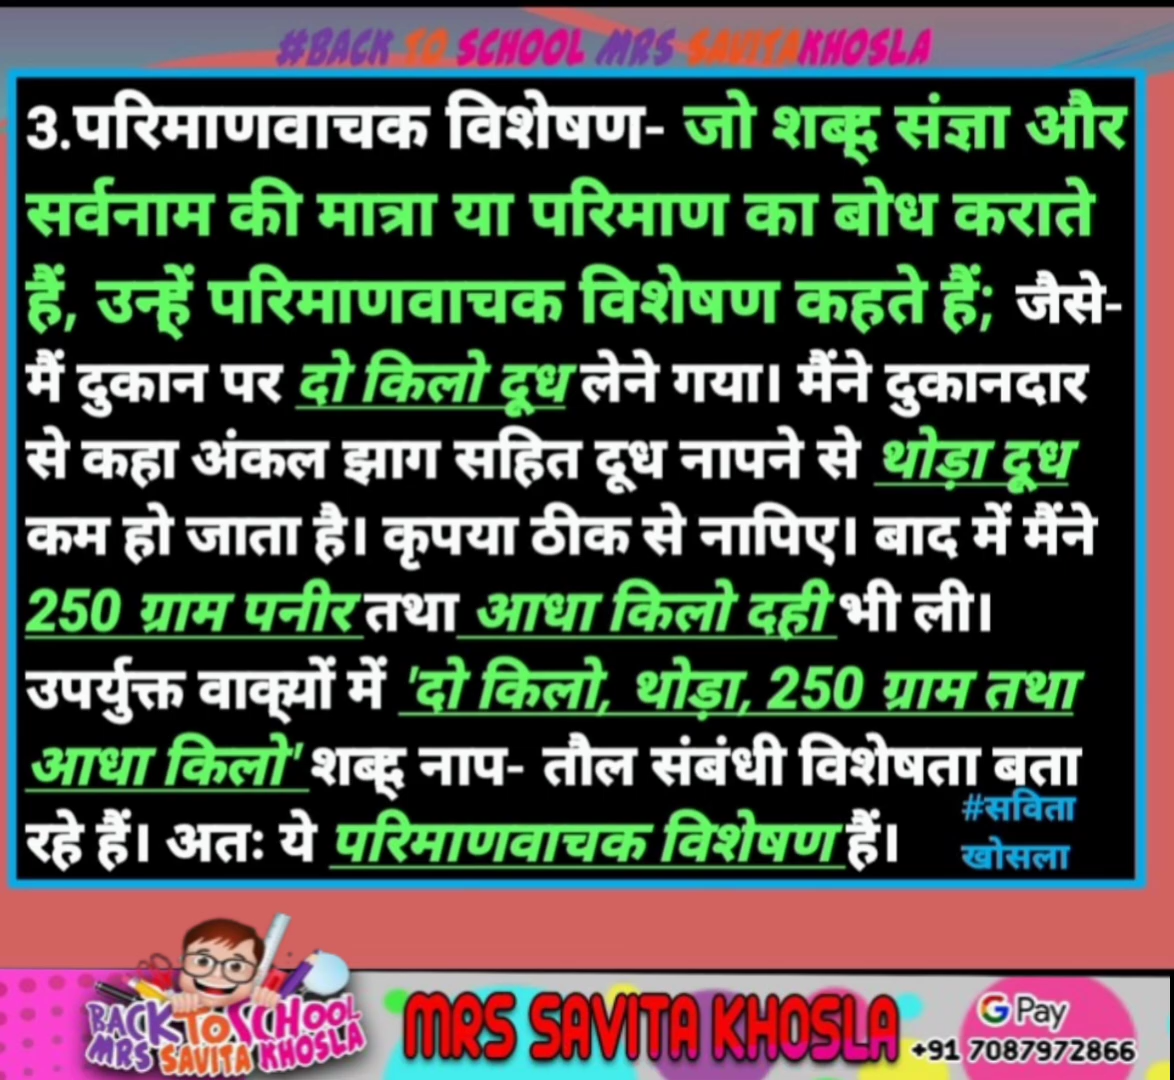 #BACK TO SCHOOL MRS SAVITAKHOSLA
3.परिमाणवाचक विशेषण- जो शब्द संज्ञा और
सर्वनाम की मात्रा या परिमाण का बोध कराते
हैं, उन्हें परिमाणवाचक विशेषण कहते हैं; जैसे-
मैं दुकान पर दो किलो दूध लेने गया। मैंने दुकानदार
से कहा अंकल झाग सहित दूध नापने से थोड़ा दूध
कम हो जाता है। कृपया ठीक से नापिए। बाद में मैंने
250 ग्राम पनीर तथा आधा किलो दही भी ली।
उपर्युक्त वाक्यों में 'दो किलो, थोड़ा, 250 ग्राम तथा
आधा किलो' शब्द नाप- तौल संबंधी विशेषता बता
रहे हैं। अतः ये परिमाणवाचक विशेषण हैं।
#सविता
खोसला
BACK TO SCHOOL
MRS SAVITA KHOSLA
MRS SAVITA KHOSLA
G Pay
+91 7087972866